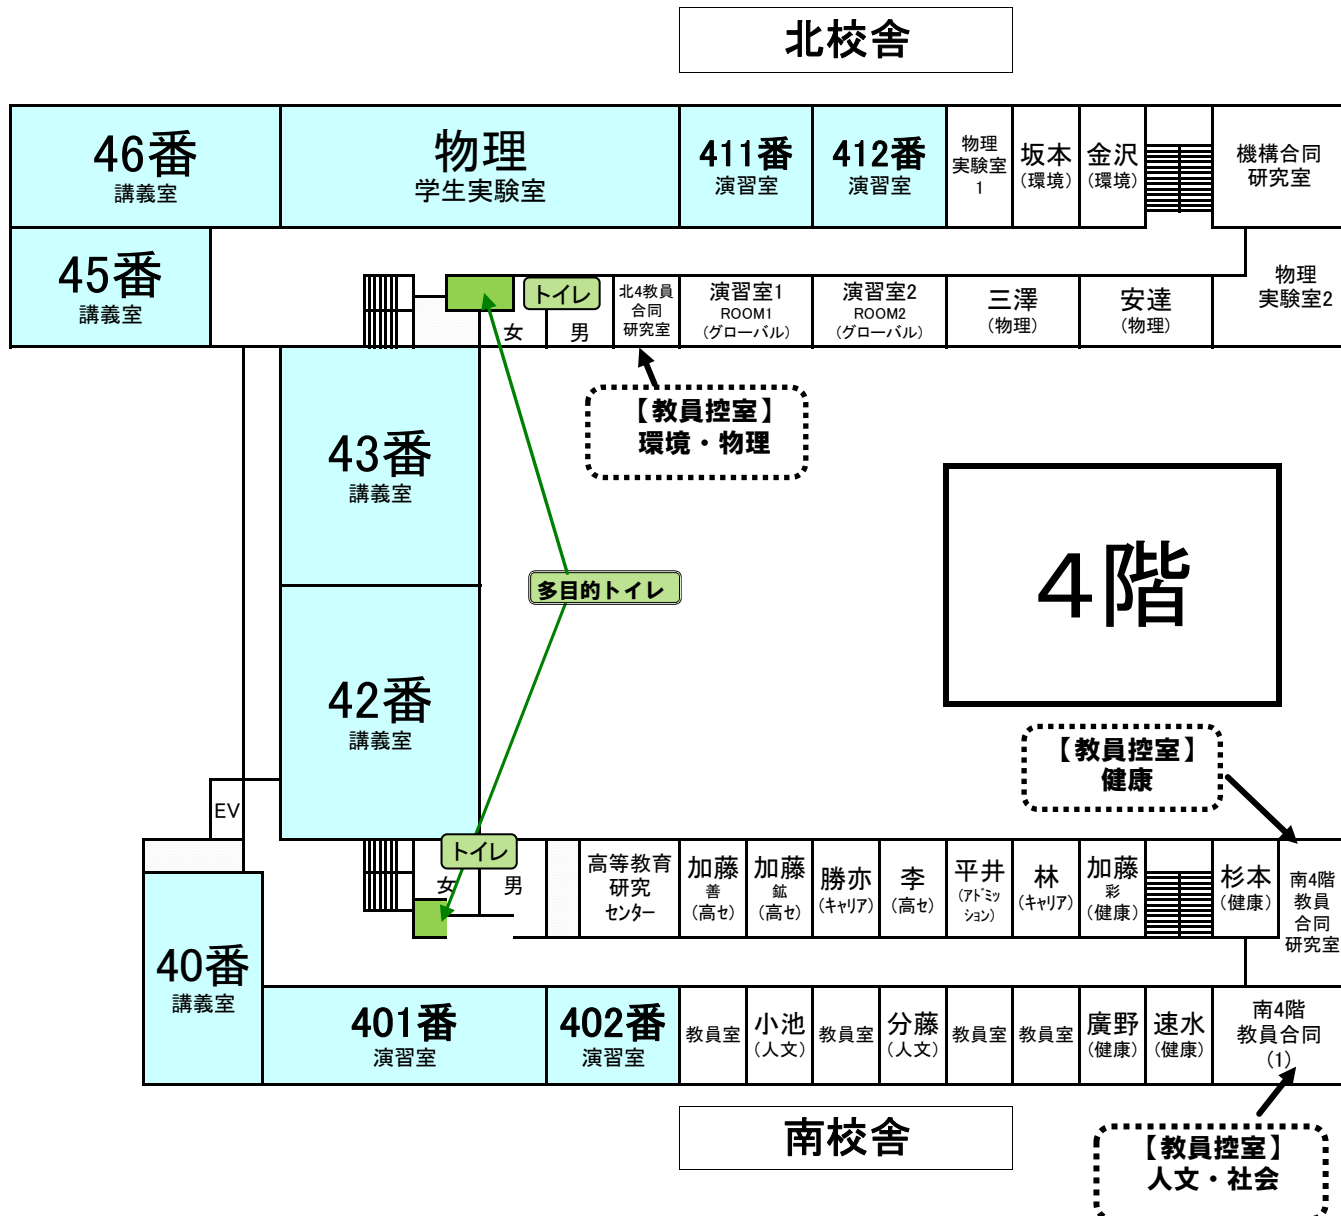 北校舎
46番
講義室
物理
学生実験室
411番
演習室
412番
演習室
物理
実験室
1
坂本
(環境)
金沢
(環境)
機構合同
研究室
45番
講義室
トイレ
女
男
北4教員
合同
研究室
演習室1
ROOM1
(グローバル)
演習室2
ROOM2
(グローバル)
三澤
(物理)
安達
(物理)
物理
実験室2
【教員控室】
環境・物理
43番
講義室
4階
多目的トイレ
42番
講義室
【教員控室】
健康
EV
トイレ
女
男
高等教育
研究
センター
加藤
善
(高セ)
加藤
鉱
(高セ)
勝亦
(キャリア)
李
(高セ)
平井
(アドミッ
ション)
林
(キャリア)
加藤
彩
(健康)
杉本
(健康)
南4階
教員
合同
研究室
40番
講義室
401番
演習室
402番
演習室
教員室
小池
(人文)
教員室
分藤
(人文)
教員室
教員室
廣野
(健康)
速水
(健康)
南4階
教員合同
(1)
南校舎
【教員控室】
人文・社会